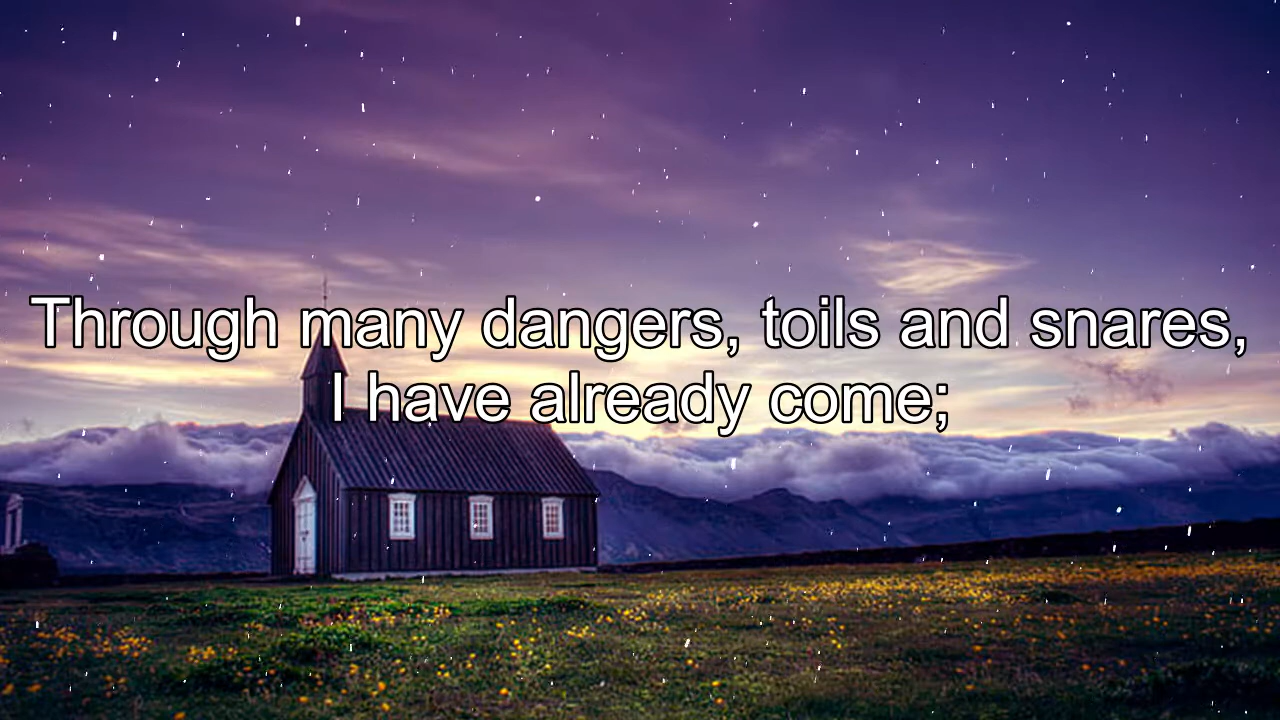 Through many dangers, toils and snares,
I have already come;